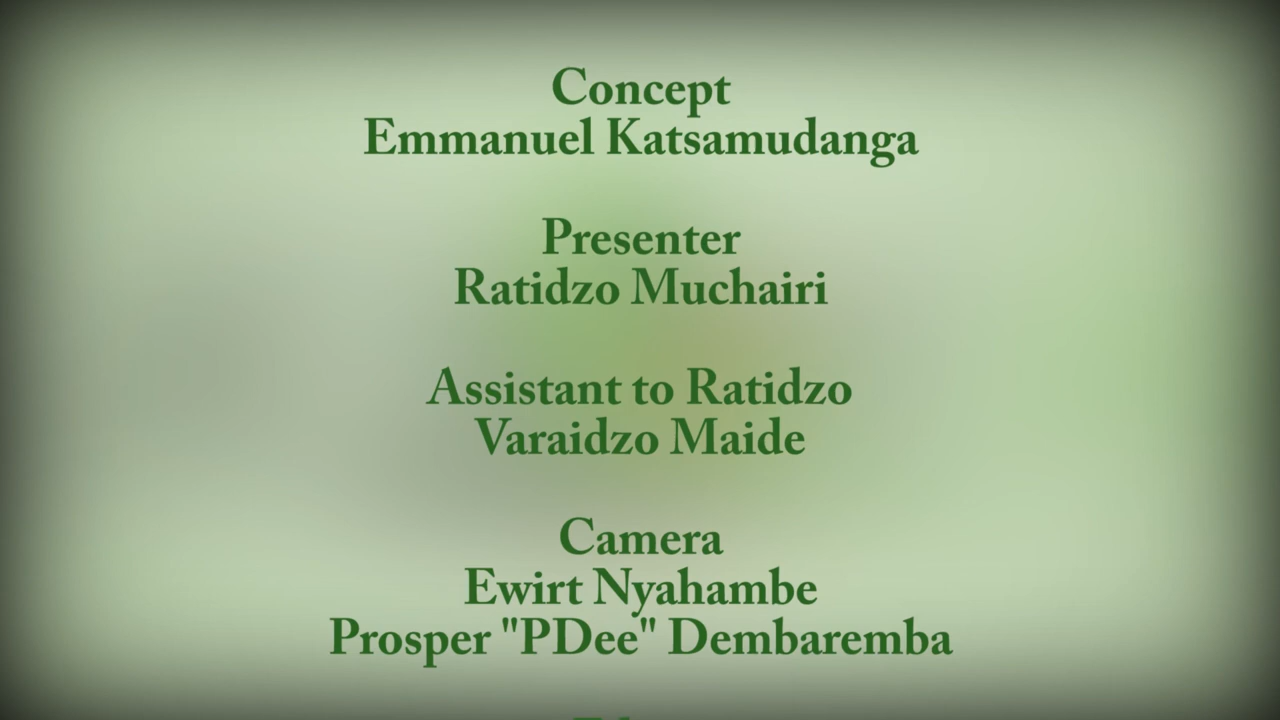 Concept
Emmanuel Katsamudanga
Presenter
Ratidzo Muchairi
Assistant to Ratidzo
Varaidzo Maide
Camera
Ewirt Nyahambe
Prosper "PDee" Dembaremba